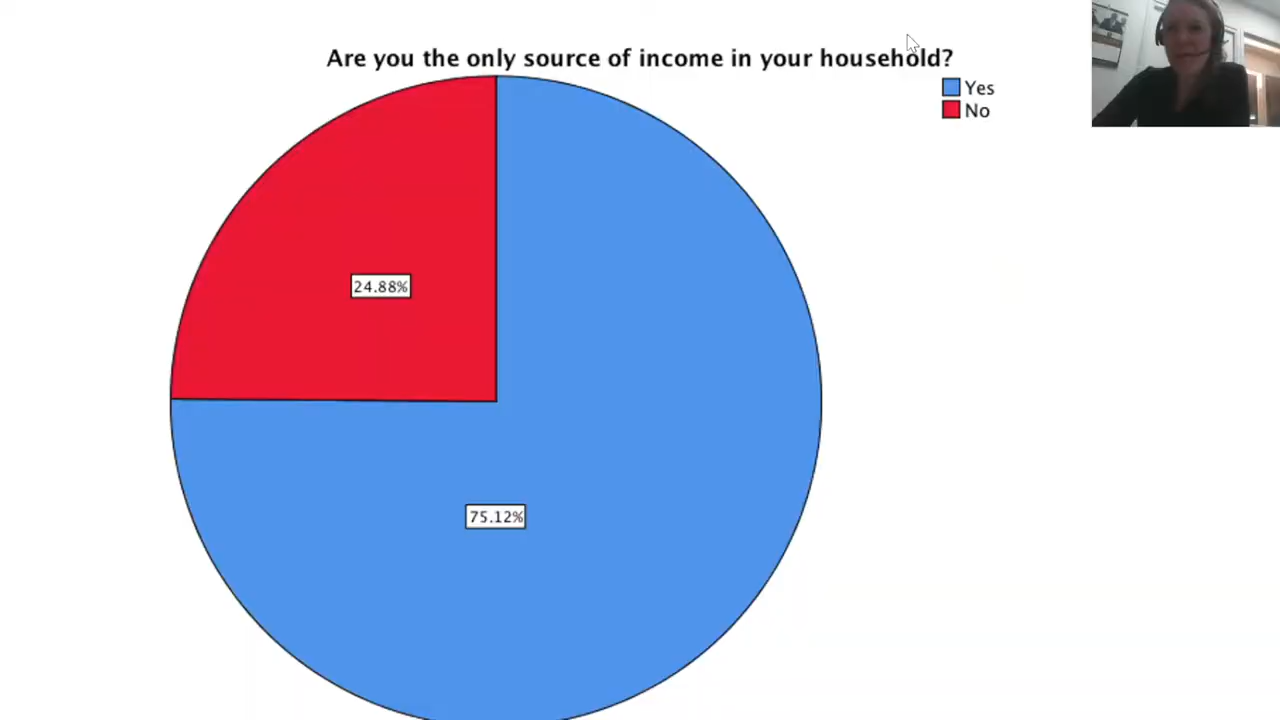 Are you the only source of income in your household?
Yes
No
24.88%
75.12%